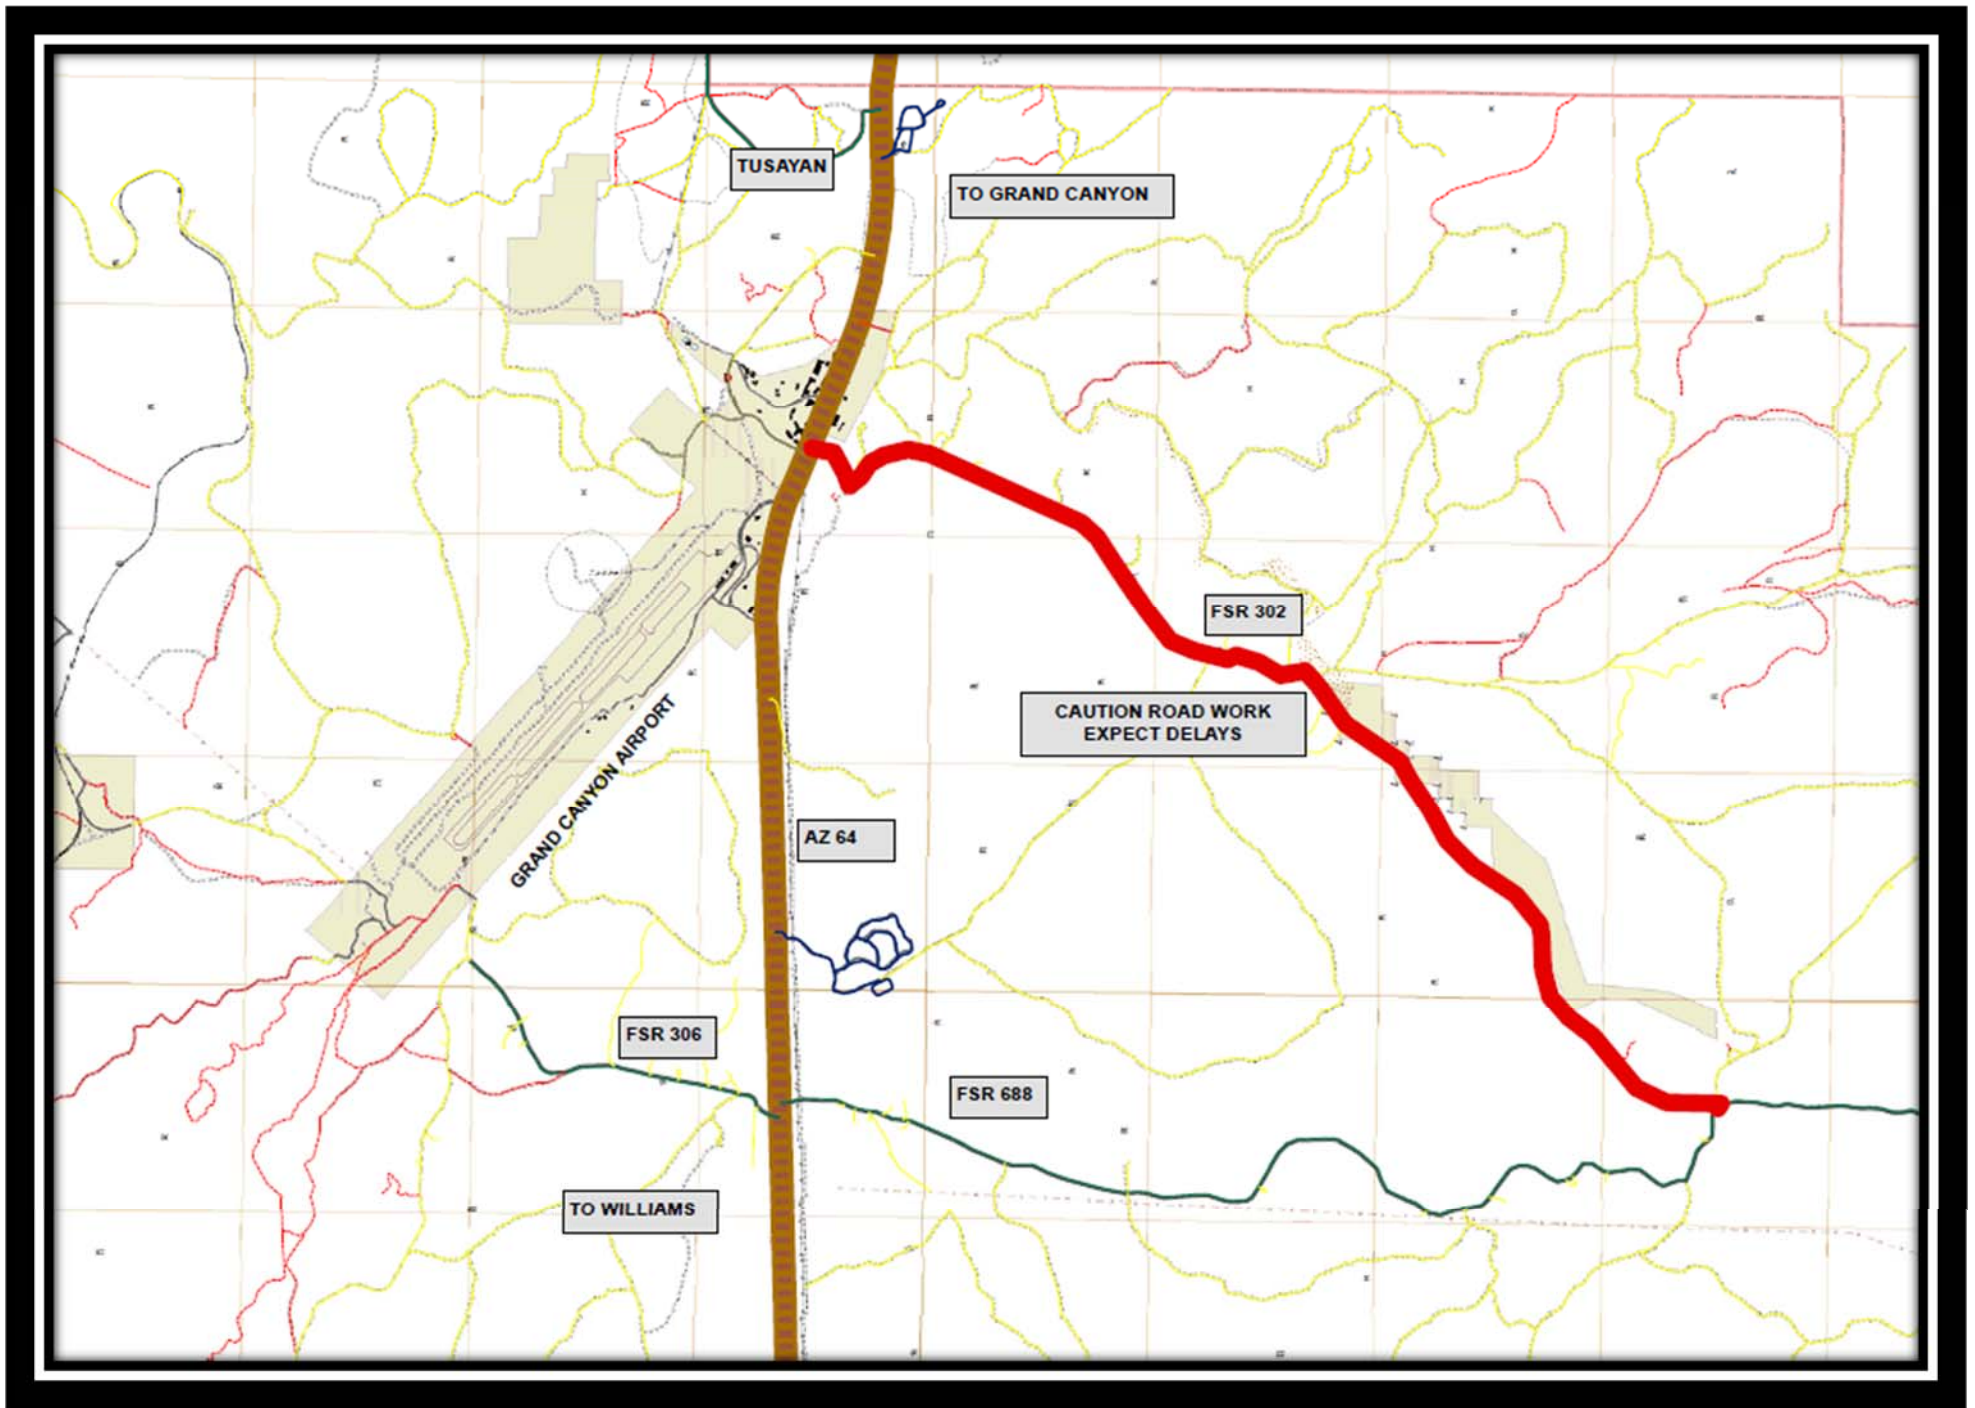 TUSAYAN
TO GRAND CANYON
FSR 302
CAUTION ROAD WORK
EXPECT DELAYS
GRAND CANYON AIRPORT
AZ 64
FSR 306
FSR 688
TO WILLIAMS